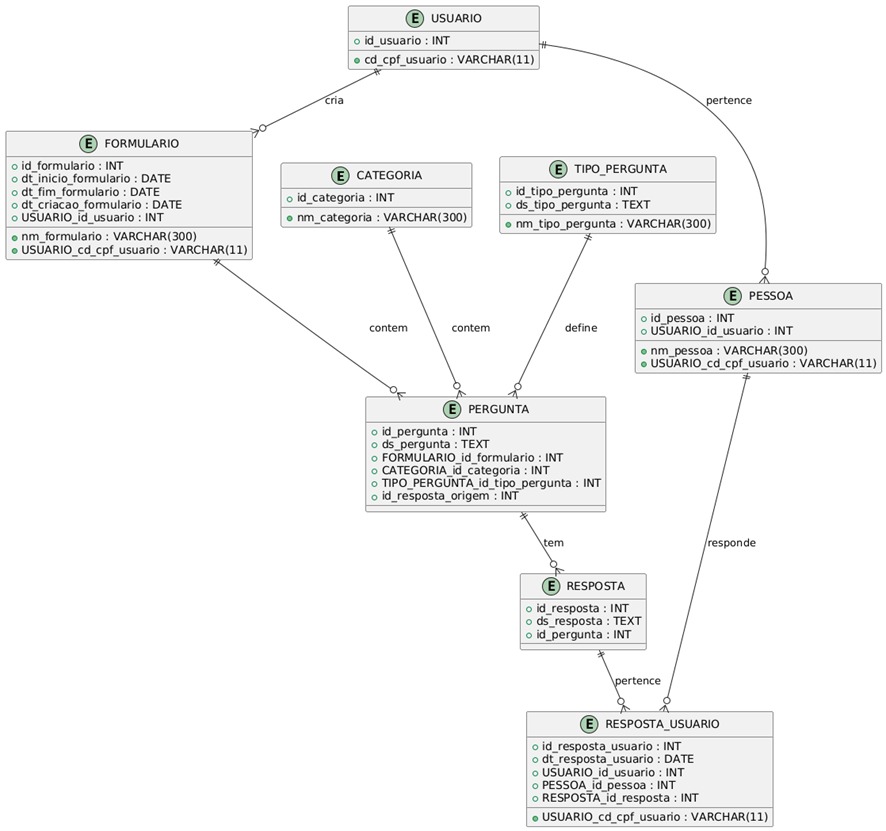 E USUARIO
id_usuario : INT
cd_cpf_usuario : VARCHAR(11)
cria
pertence
E FORMULARIO
id_formulario : INT
dt_inicio_formulario : DATE
dt_fim_formulario : DATE
dt_criacao_formulario : DATE
USUARIO_id_usuario : INT
nm_formulario : VARCHAR(300)
USUARIO_cd_cpf_usuario : VARCHAR(11)
E CATEGORIA
id_categoria : INT
nm_categoria : VARCHAR(300)
E TIPO_PERGUNTA
id_tipo_pergunta : INT
ds_tipo_pergunta : TEXT
nm_tipo_pergunta : VARCHAR(300)
E PESSOA
id_pessoa : INT
USUARIO_id_usuario : INT
nm_pessoa : VARCHAR(300)
USUARIO_cd_cpf_usuario : VARCHAR(11)
contem
contem
define
E PERGUNTA
id_pergunta : INT
ds_pergunta : TEXT
FORMULARIO_id_formulario : INT
CATEGORIA_id_categoria : INT
TIPO_PERGUNTA_id_tipo_pergunta : INT
id_resposta_origem : INT
tem
responde
E RESPOSTA
id_resposta : INT
ds_resposta : TEXT
id_pergunta : INT
pertence
E RESPOSTA_USUARIO
id_resposta_usuario : INT
dt_resposta_usuario : DATE
USUARIO_id_usuario : INT
PESSOA_id_pessoa : INT
RESPOSTA_id_resposta : INT
USUARIO_cd_cpf_usuario : VARCHAR(11)